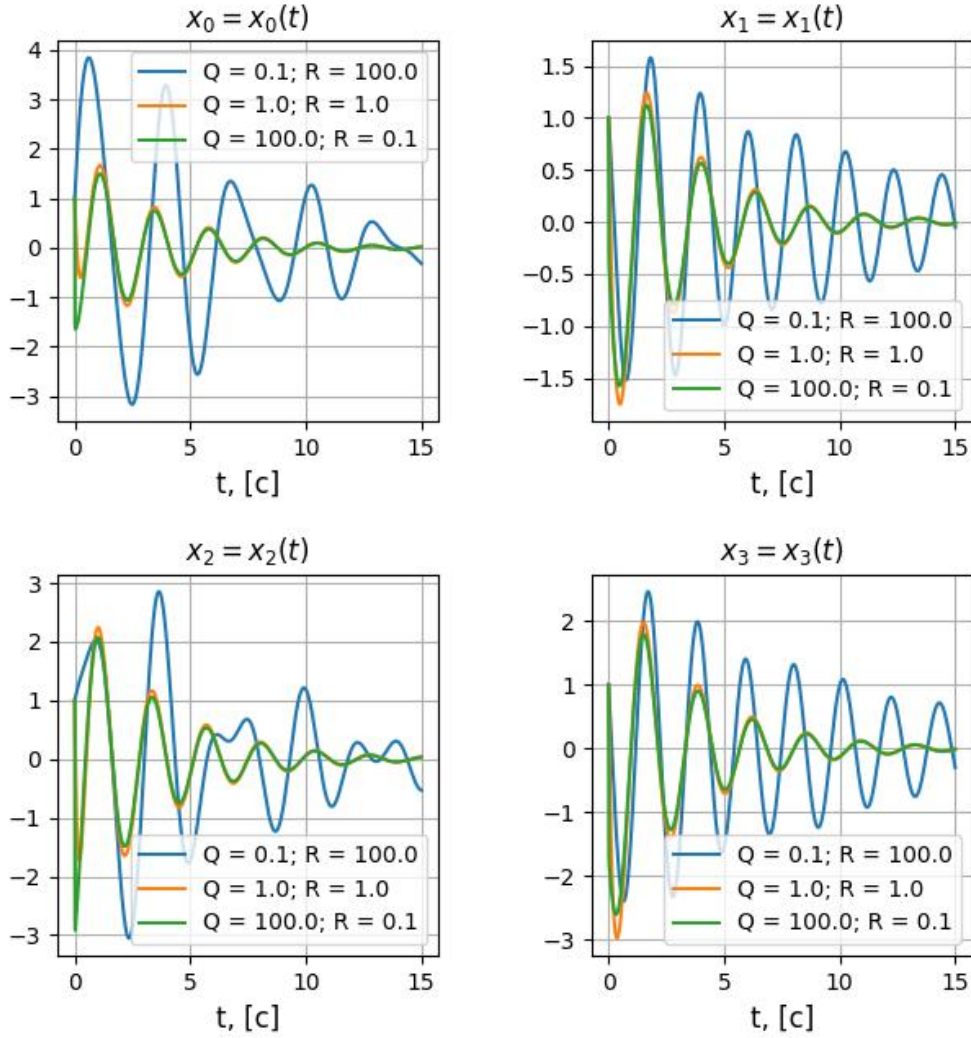 x₀ = x₀(t)
4
3
2
1
0
−1
−2
−3
Q = 0.1; R = 100.0
Q = 1.0; R = 1.0
Q = 100.0; R = 0.1
0 5 10 15
t, [c]
x₁ = x₁(t)
1.5
1.0
0.5
0.0
−0.5
−1.0
−1.5
Q = 0.1; R = 100.0
Q = 1.0; R = 1.0
Q = 100.0; R = 0.1
0 5 10 15
t, [c]
x₂ = x₂(t)
3
2
1
0
−1
−2
−3
Q = 0.1; R = 100.0
Q = 1.0; R = 1.0
Q = 100.0; R = 0.1
0 5 10 15
t, [c]
x₃ = x₃(t)
2
1
0
−1
−2
−3
Q = 0.1; R = 100.0
Q = 1.0; R = 1.0
Q = 100.0; R = 0.1
0 5 10 15
t, [c]